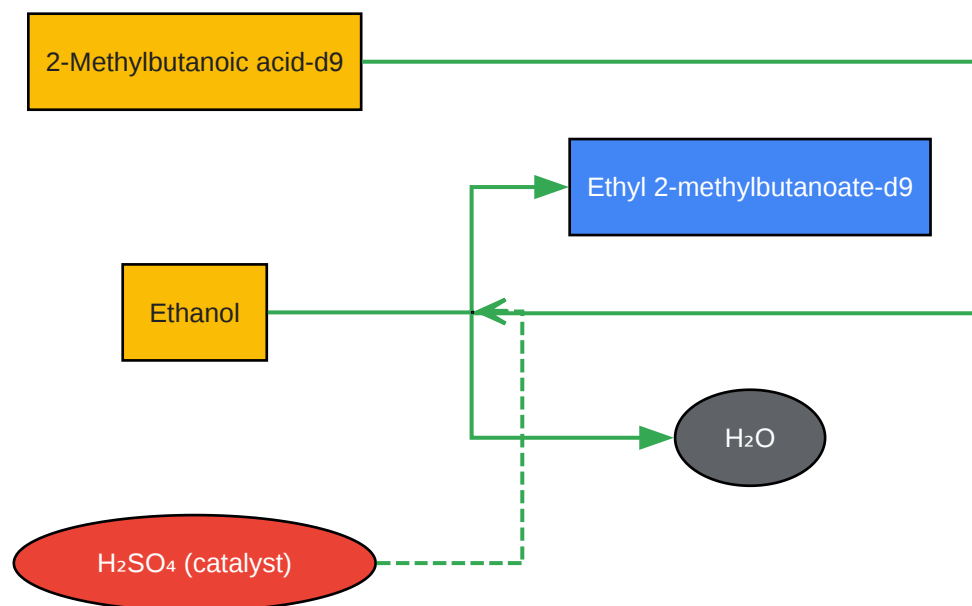 2-Methylbutanoic acid-d9
Ethyl 2-methylbutanoate-d9
Ethanol
H₂O
H₂SO₄ (catalyst)